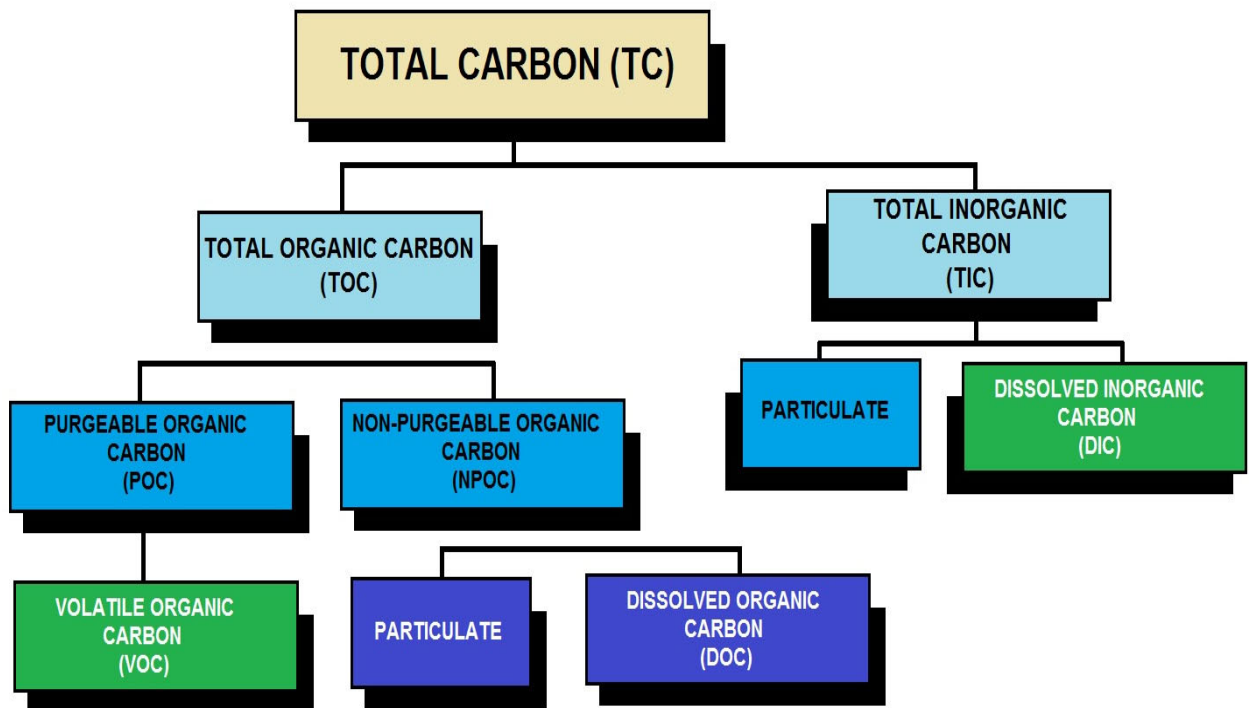 TOTAL CARBON (TC)
TOTAL ORGANIC CARBON
(TOC)
TOTAL INORGANIC
CARBON
(TIC)
PURGEABLE ORGANIC
CARBON
(POC)
NON-PURGEABLE ORGANIC
CARBON
(NPOC)
PARTICULATE
DISSOLVED INORGANIC
CARBON
(DIC)
VOLATILE ORGANIC
CARBON
(VOC)
PARTICULATE
DISSOLVED ORGANIC
CARBON
(DOC)